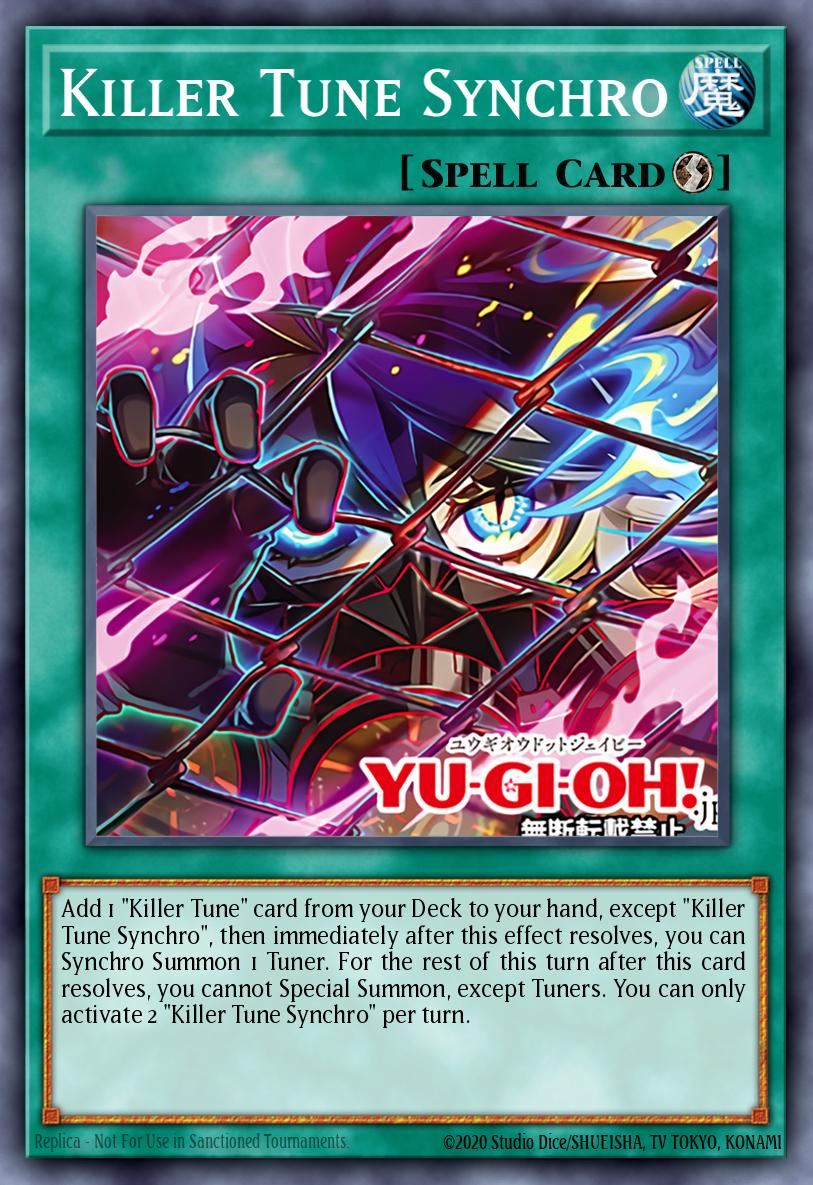 KILLER TUNE SYNCHRO
SPELL
魔
[SPELL CARD]
ユウギオウドットジェイピー
YU-GI-OH!
.jp
無断転載禁止
Add 1 "Killer Tune" card from your Deck to your hand, except "Killer
Tune Synchro", then immediately after this effect resolves, you can
Synchro Summon 1 Tuner. For the rest of this turn after this card
resolves, you cannot Special Summon, except Tuners. You can only
activate 2 "Killer Tune Synchro" per turn.
Replica - Not For Use in Sanctioned Tournaments.
©2020 Studio Dice/SHUEISHA, TV TOKYO, KONAMI